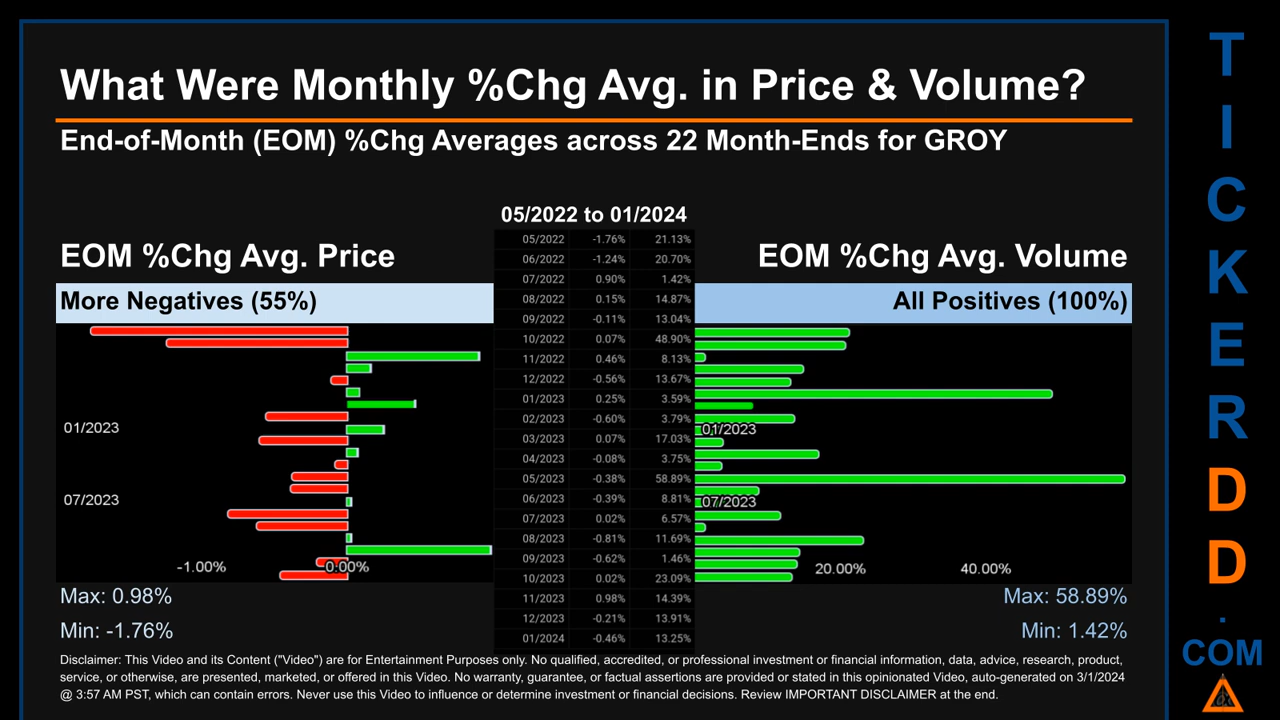 What Were Monthly %Chg Avg. in Price & Volume?
End-of-Month (EOM) %Chg Averages across 22 Month-Ends for GROY
05/2022 to 01/2024
EOM %Chg Avg. Price
EOM %Chg Avg. Volume
More Negatives (55%)
All Positives (100%)
05/2022 -1.76% 21.13%
06/2022 -1.24% 20.70%
07/2022 0.90% 1.42%
08/2022 0.15% 14.87%
09/2022 -0.11% 13.04%
10/2022 0.07% 48.90%
11/2022 0.46% 8.13%
12/2022 -0.56% 13.67%
01/2023 0.25% 3.59%
02/2023 -0.60% 3.79%
03/2023 0.07% 17.03%
04/2023 -0.08% 3.75%
05/2023 -0.38% 58.89%
06/2023 -0.39% 8.81%
07/2023 0.02% 6.57%
08/2023 -0.81% 11.69%
09/2023 -0.62% 1.46%
10/2023 0.02% 23.09%
11/2023 0.98% 14.39%
12/2023 -0.21% 13.91%
01/2024 -0.46% 13.25%
01/2023
07/2023
-1.00% 0.00%
01/2023
07/2023
20.00% 40.00%
Max: 0.98%
Min: -1.76%
Max: 58.89%
Min: 1.42%
Disclaimer: This Video and its Content ("Video") are for Entertainment Purposes only. No qualified, accredited, or professional investment or financial information, data, advice, research, product,
service, or otherwise, are presented, marketed, or offered in this Video. No warranty, guarantee, or factual assertions are provided or stated in this opinionated Video, auto-generated on 3/1/2024
@ 3:57 AM PST, which can contain errors. Never use this Video to influence or determine investment or financial decisions. Review IMPORTANT DISCLAIMER at the end.
T
I
C
K
E
R
D
D
.
COM